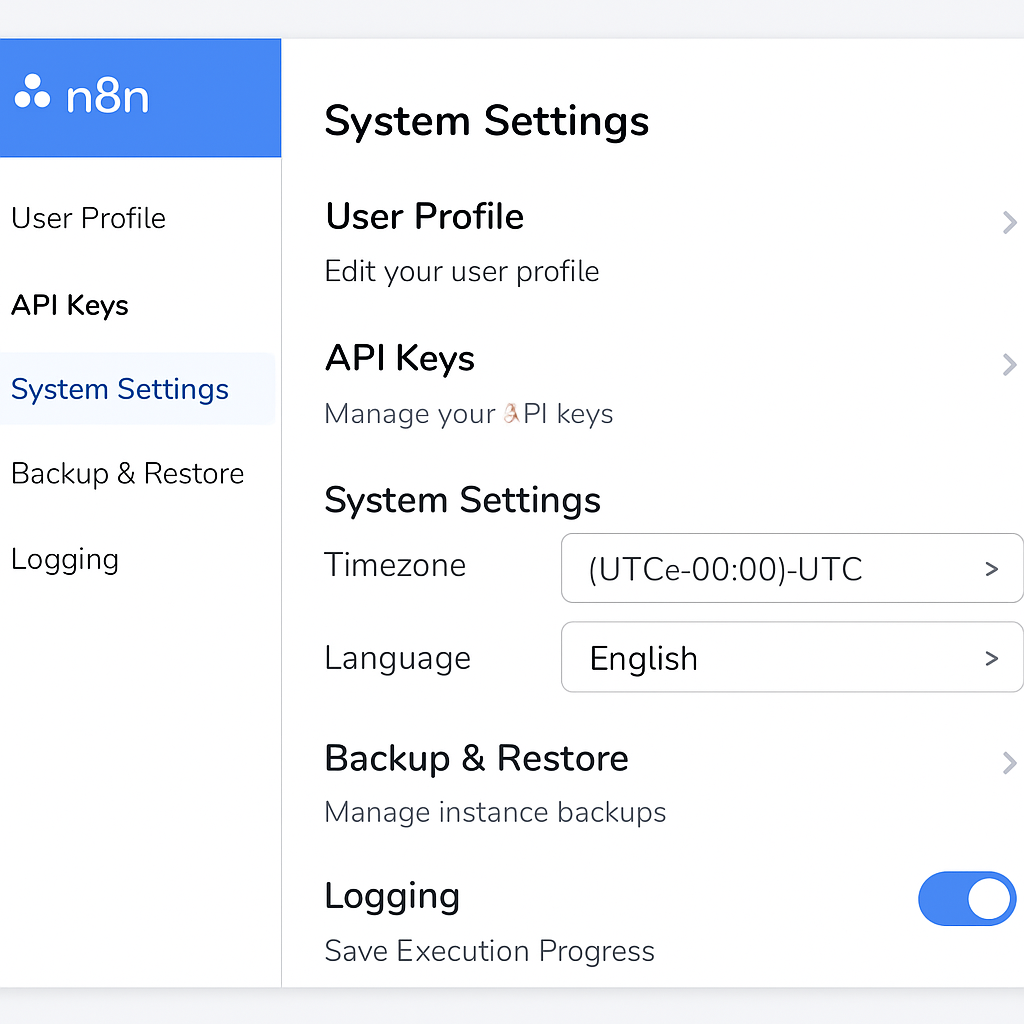 n8n
User Profile
API Keys
System Settings
Backup & Restore
Logging
System Settings
User Profile
Edit your user profile
API Keys
Manage your API keys
System Settings
Timezone
(UTCe-00:00)-UTC >
Language
English >
Backup & Restore
Manage instance backups
Logging
Save Execution Progress